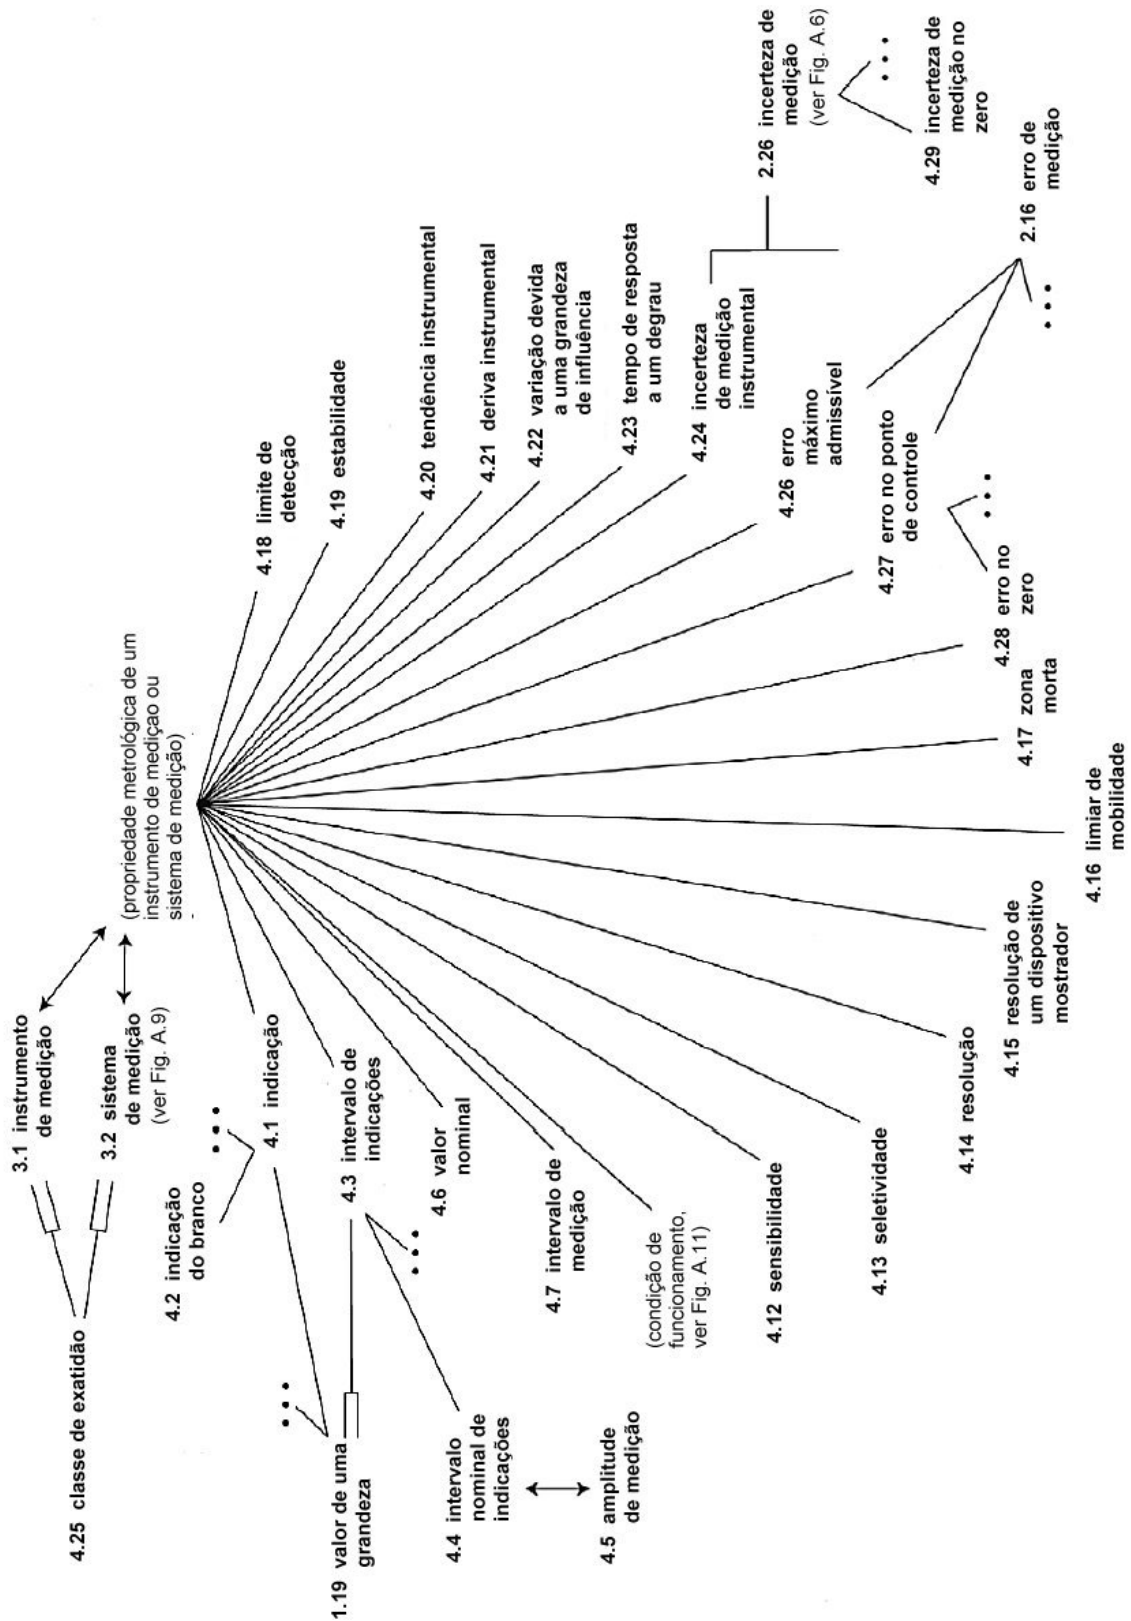 4.25 classe de exatidão
3.1 instrumento
de medição
3.2 sistema
de medição
(ver Fig. A.9)
(propriedade metrológica de um
instrumento de mediçao ou
sistema de medição)
4.2 indicação
do branco
4.1 indicação
1.19 valor de uma
grandeza
4.3 intervalo de
indicações
4.4 intervalo
nominal de
indicações
4.5 amplitude
de medição
4.6 valor
nominal
4.7 intervalo de
medição
(condição de
funcionamento,
ver Fig. A.11)
4.12 sensibilidade
4.13 seletividade
4.14 resolução
4.15 resolução de
um dispositivo
mostrador
4.16 limiar de
mobilidade
4.17 zona
morta
4.28 erro no
zero
4.27 erro no ponto
de controle
4.26 erro
máximo
admissível
4.24 incerteza
de medição
instrumental
4.23 tempo de resposta
a um degrau
4.22 variação devida
a uma grandeza
de influência
4.21 deriva instrumental
4.20 tendência instrumental
4.19 estabilidade
4.18 limite de
detecção
2.26 incerteza de
medição
(ver Fig. A.6)
4.29 incerteza de
medição no
zero
2.16 erro de
medição